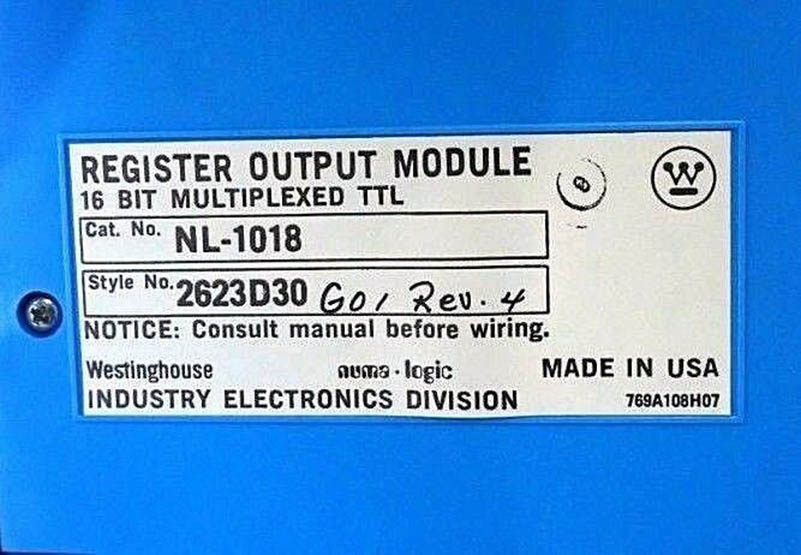 REGISTER OUTPUT MODULE
16 BIT MULTIPLEXED TTL
Cat. No. NL-1018
Style No. 2623D30 G01 Rev. 4
NOTICE: Consult manual before wiring.
Westinghouse numa-logic MADE IN USA
INDUSTRY ELECTRONICS DIVISION 769A108H07